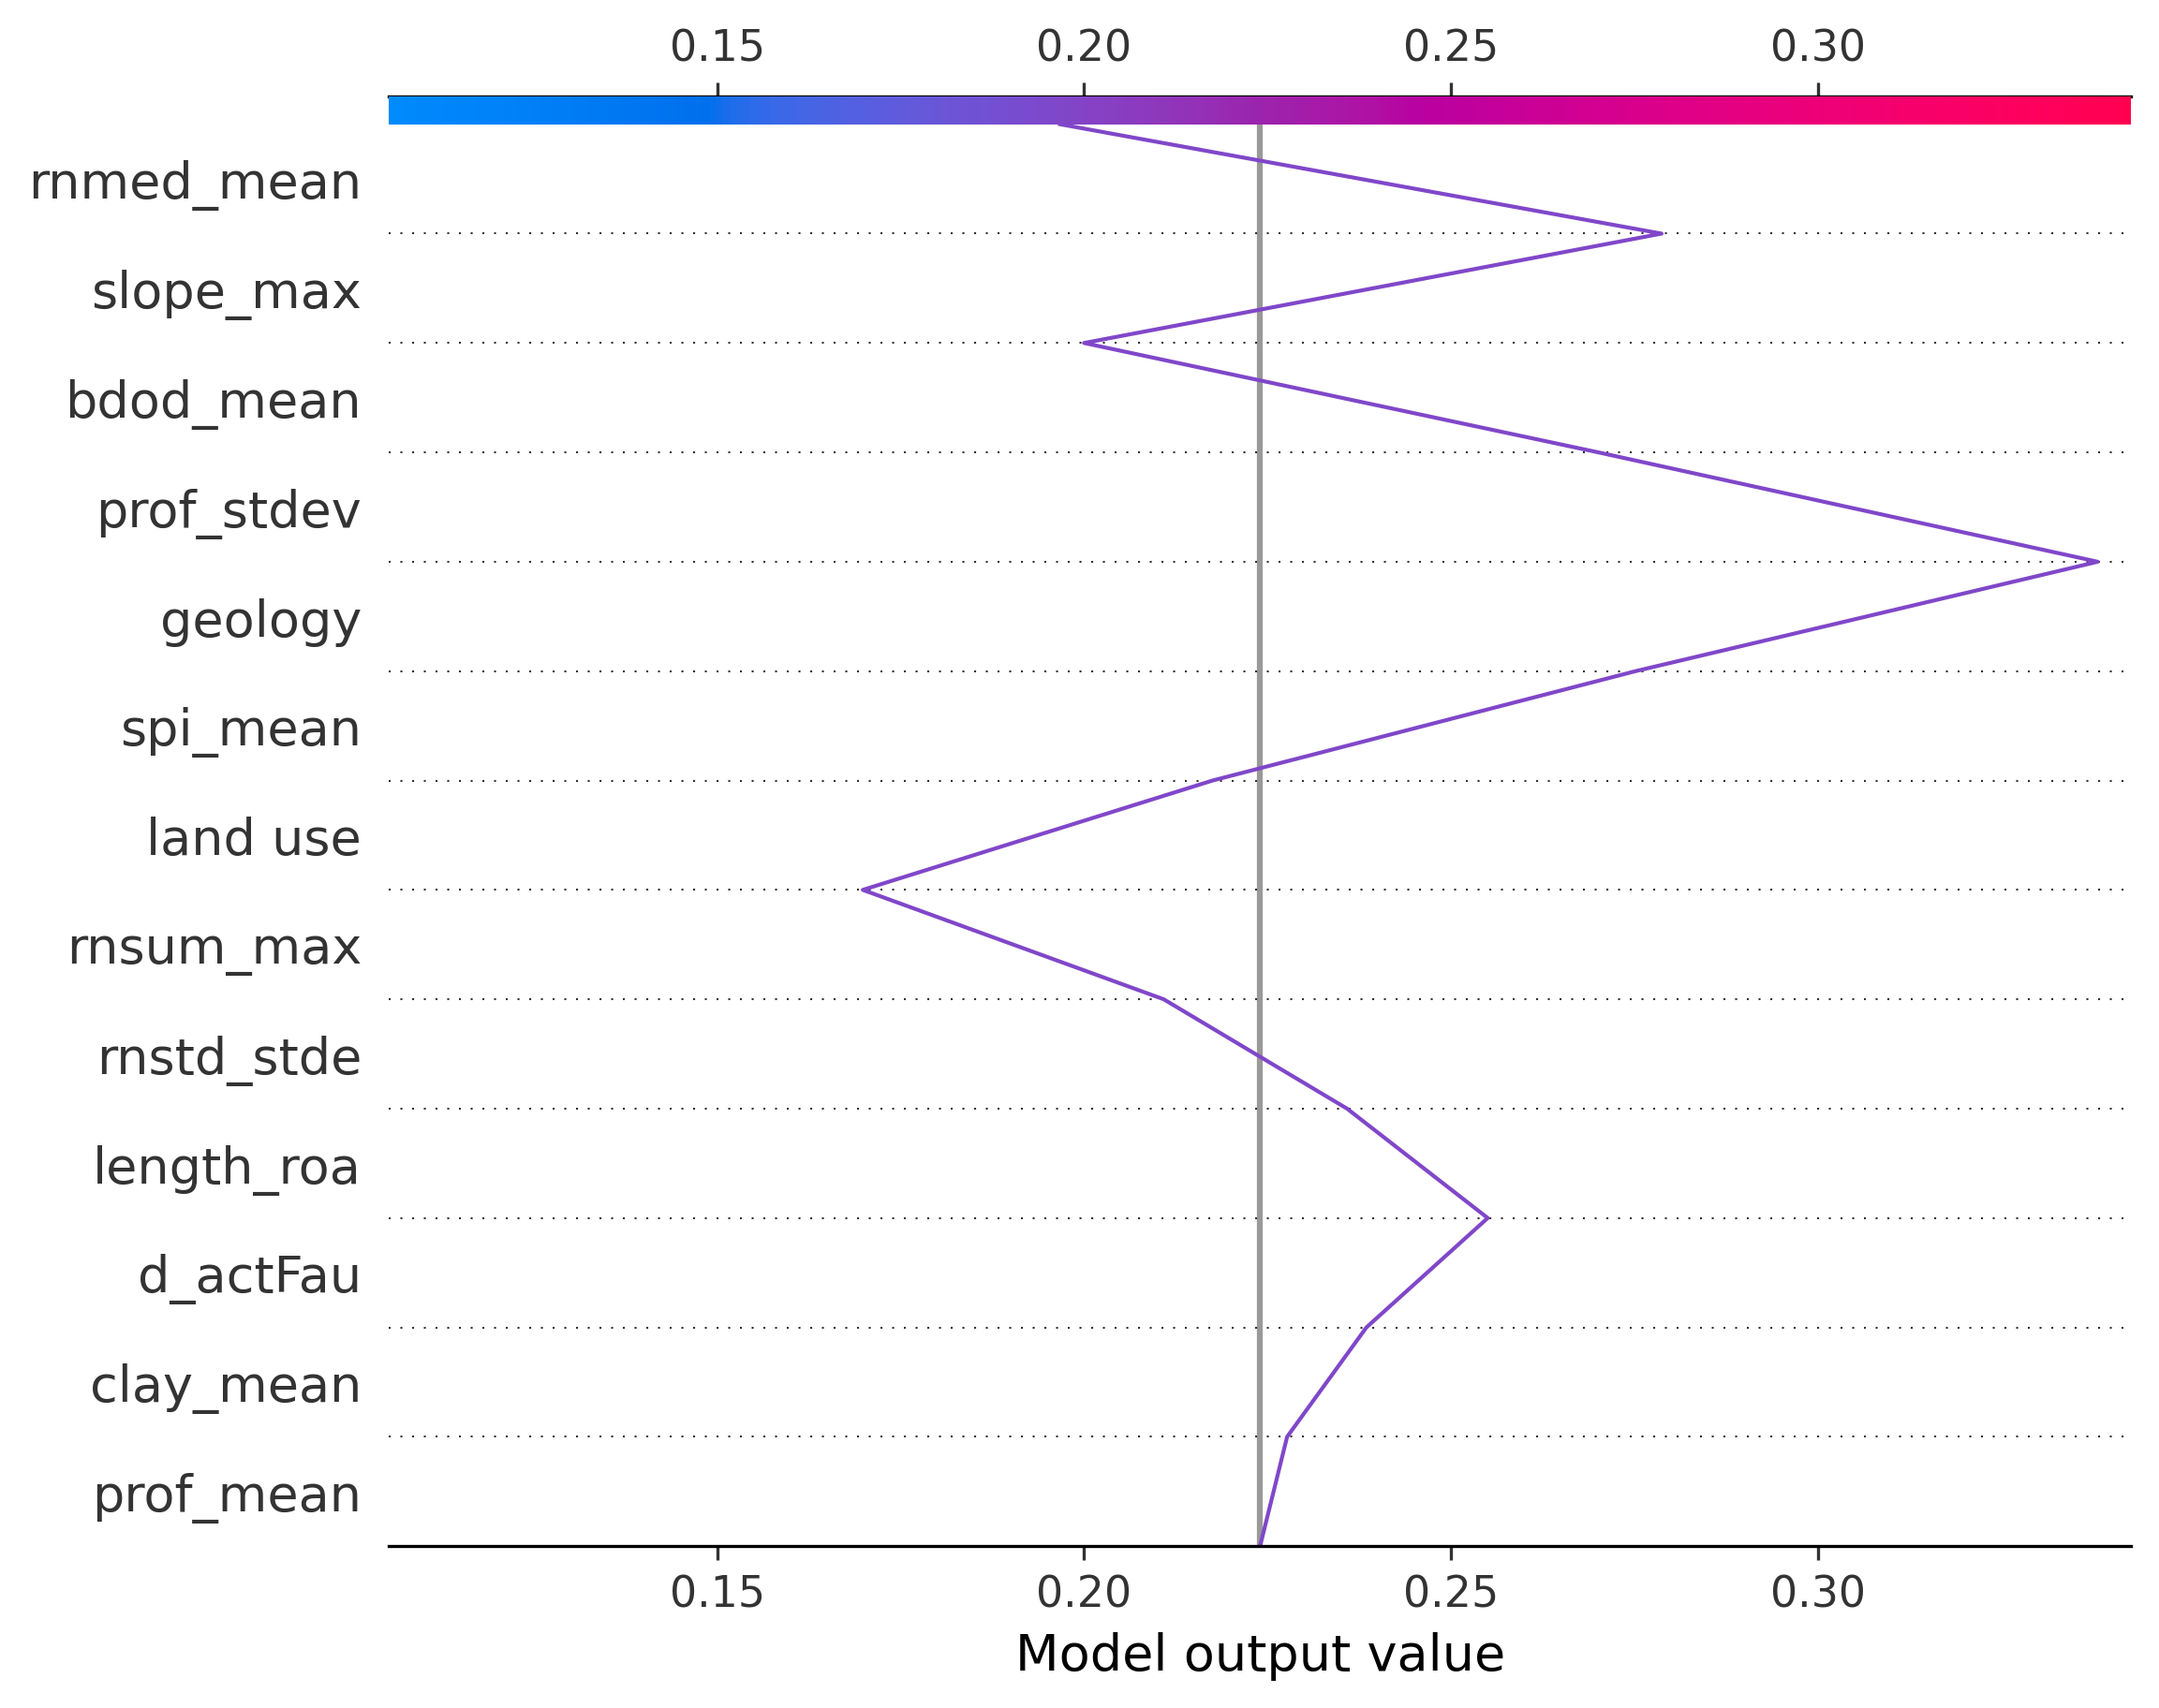 0.15 0.20 0.25 0.30
rnmed_mean
slope_max
bdod_mean
prof_stdev
geology
spi_mean
land use
rnsum_max
rnstd_stde
length_roa
d_actFau
clay_mean
prof_mean
0.15 0.20 0.25 0.30
Model output value